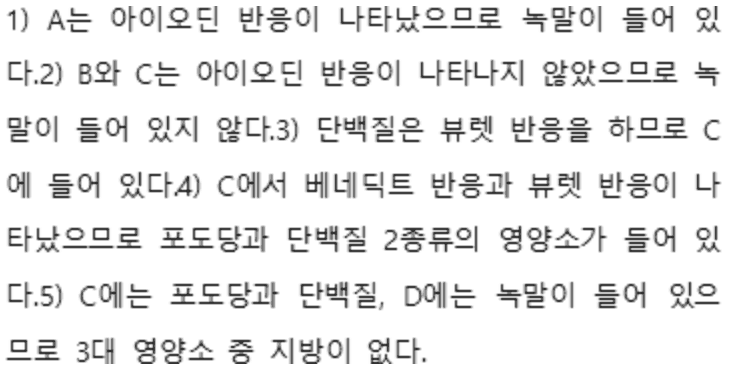 1) A는 아이오딘 반응이 나타났으므로 녹말이 들어 있
다.2) B와 C는 아이오딘 반응이 나타나지 않았으므로 녹
말이 들어 있지 않다.3) 단백질은 뷰렛 반응을 하므로 C
에 들어 있다.4) C에서 베네딕트 반응과 뷰렛 반응이 나
타났으므로 포도당과 단백질 2종류의 영양소가 들어 있
다.5) C에는 포도당과 단백질, D에는 녹말이 들어 있으
므로 3대 영양소 중 지방이 없다.